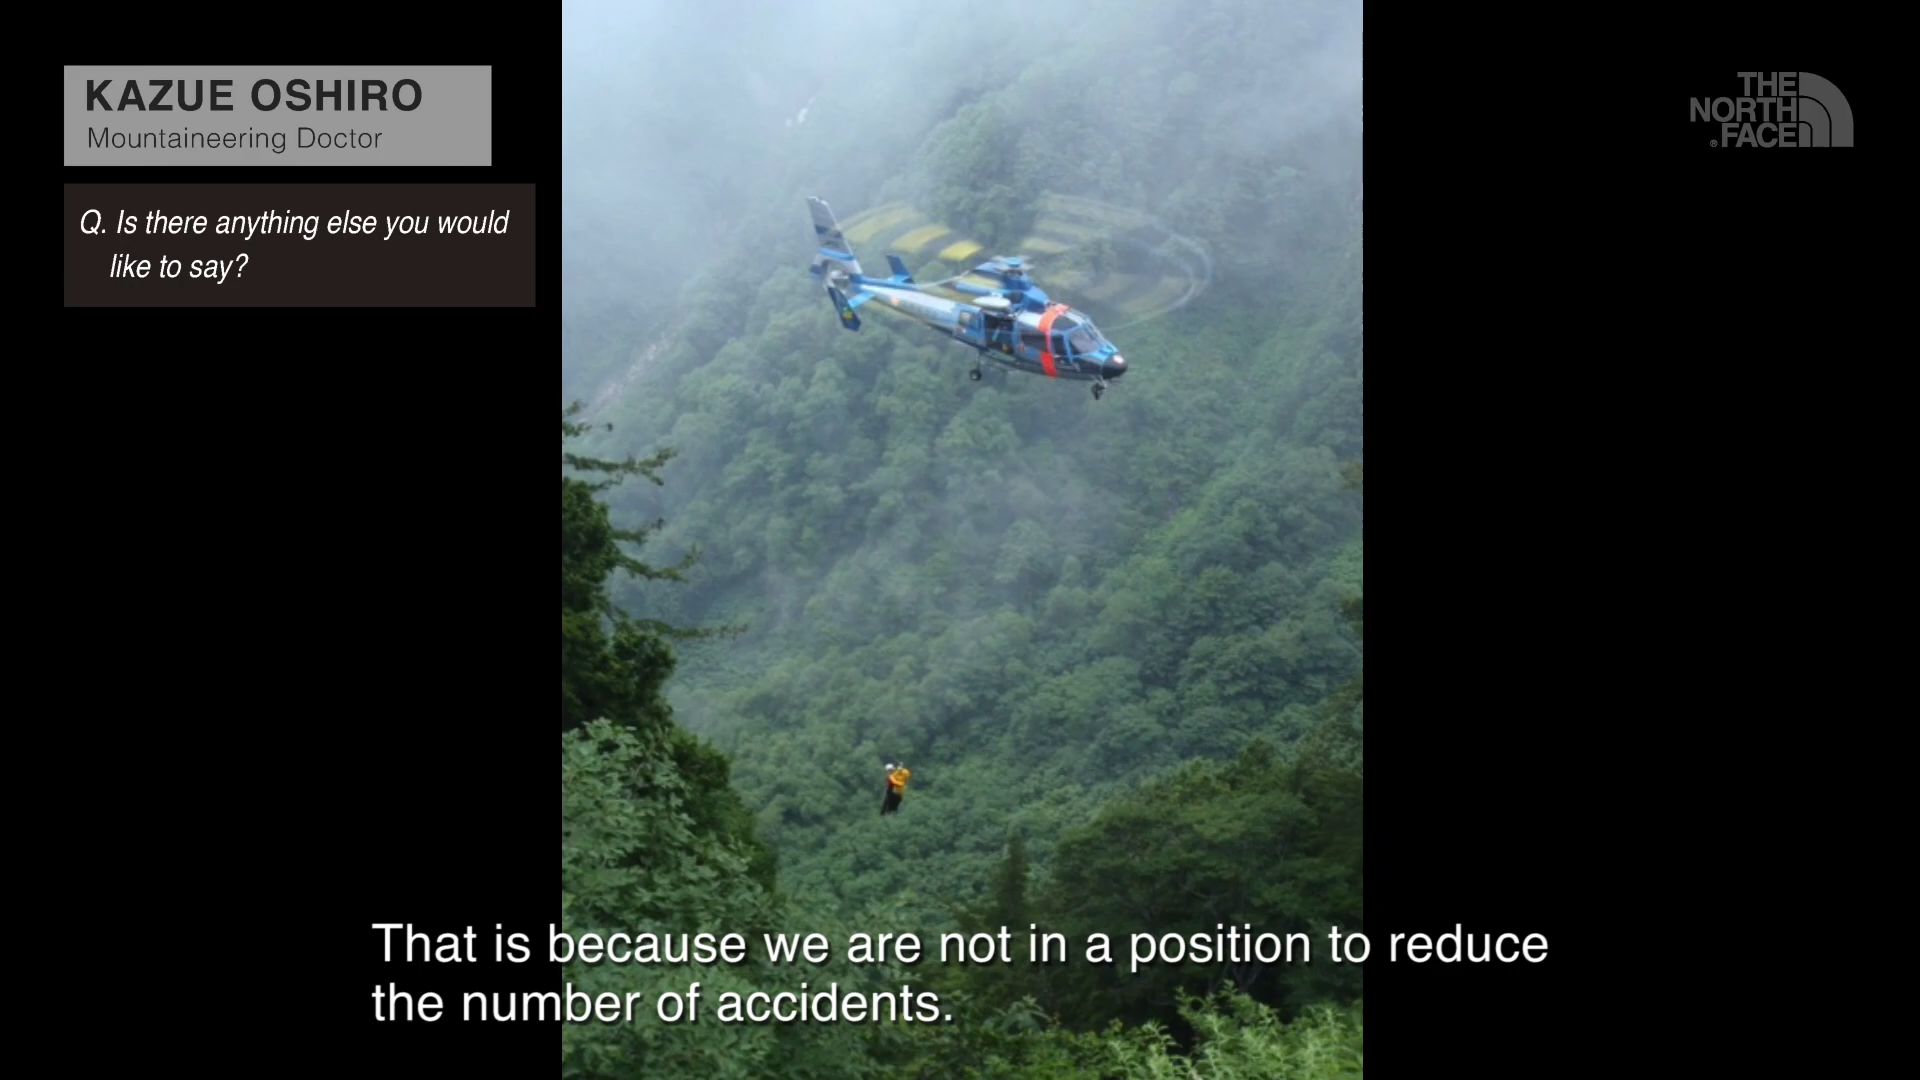 KAZUE OSHIRO
Mountaineering Doctor
THE
NORTH
FACE
Q. Is there anything else you would
like to say?
That is because we are not in a position to reduce
the number of accidents.